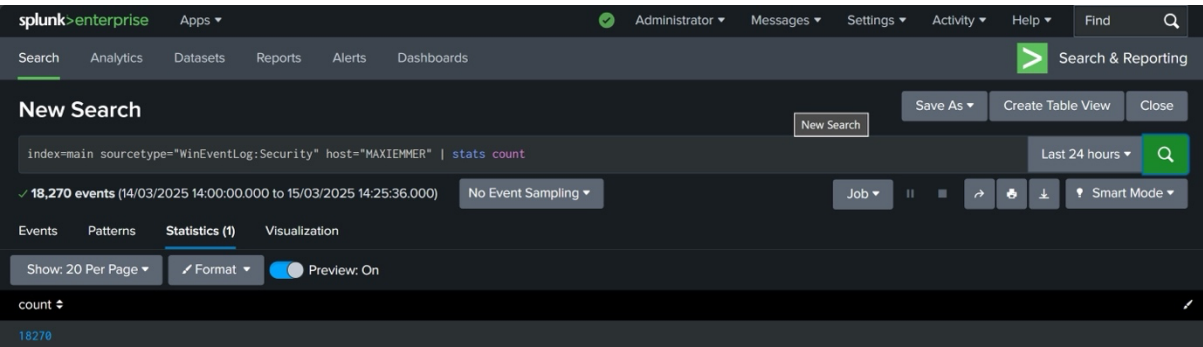 splunk>enterprise Apps Administrator Messages Settings Activity Help Find
Search Analytics Datasets Reports Alerts Dashboards Search & Reporting
New Search Save As Create Table View Close
New Search
index=main sourcetype="WinEventLog:Security" host="MAXIEMMER" | stats count Last 24 hours
18,270 events (14/03/2025 14:00:00.000 to 15/03/2025 14:25:36.000) No Event Sampling Job Smart Mode
Events Patterns Statistics (1) Visualization
Show: 20 Per Page Format Preview: On
count
18270